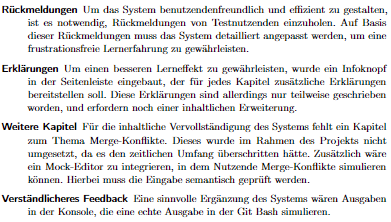 Rückmeldungen Um das System benutzendenfreundlich und effizient zu gestalten,
ist es notwendig, Rückmeldungen von Testnutzenden einzuholen. Auf Basis
dieser Rückmeldungen muss das System detailliert angepasst werden, um eine
frustrationsfreie Lernerfahrung zu gewährleisten.
Erklärungen Um einen besseren Lerneffekt zu gewährleisten, wurde ein Infoknopf
in der Seitenleiste eingebaut, der für jedes Kapitel zusätzliche Erklärungen
bereitstellen soll. Diese Erklärungen sind allerdings nur teilweise geschrieben
worden, und erfordern noch einer inhaltlichen Erweiterung.
Weitere Kapitel Für die inhaltliche Vervollständigung des Systems fehlt ein Kapitel
zum Thema Merge-Konflikte. Dieses wurde im Rahmen des Projekts nicht
umgesetzt, da es den zeitlichen Umfang überschritten hätte. Zusätzlich wäre
ein Mock-Editor zu integrieren, in dem Nutzende Merge-Konflikte simulieren
können. Hierbei muss die Eingabe semantisch geprüft werden.
Verständlicheres Feedback Eine sinnvolle Ergänzung des Systems wären Ausgaben
in der Konsole, die eine echte Ausgabe in der Git Bash simulieren.